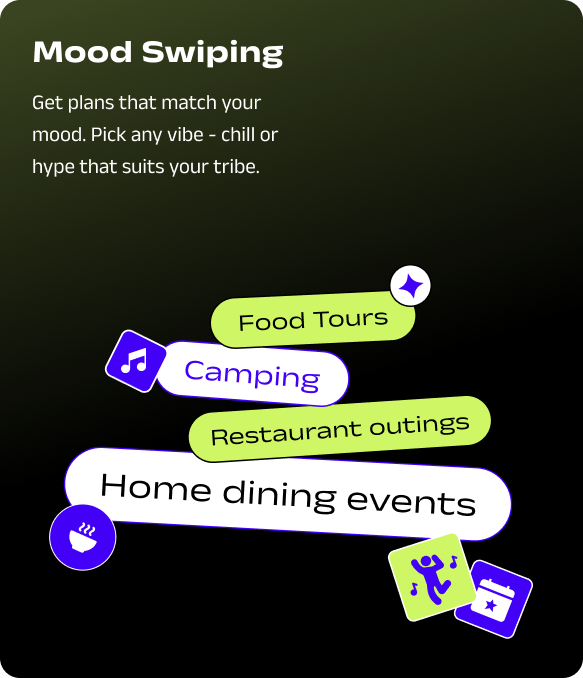 Mood Swiping
Get plans that match your
mood. Pick any vibe - chill or
hype that suits your tribe.
Food Tours
Camping
Restaurant outings
Home dining events